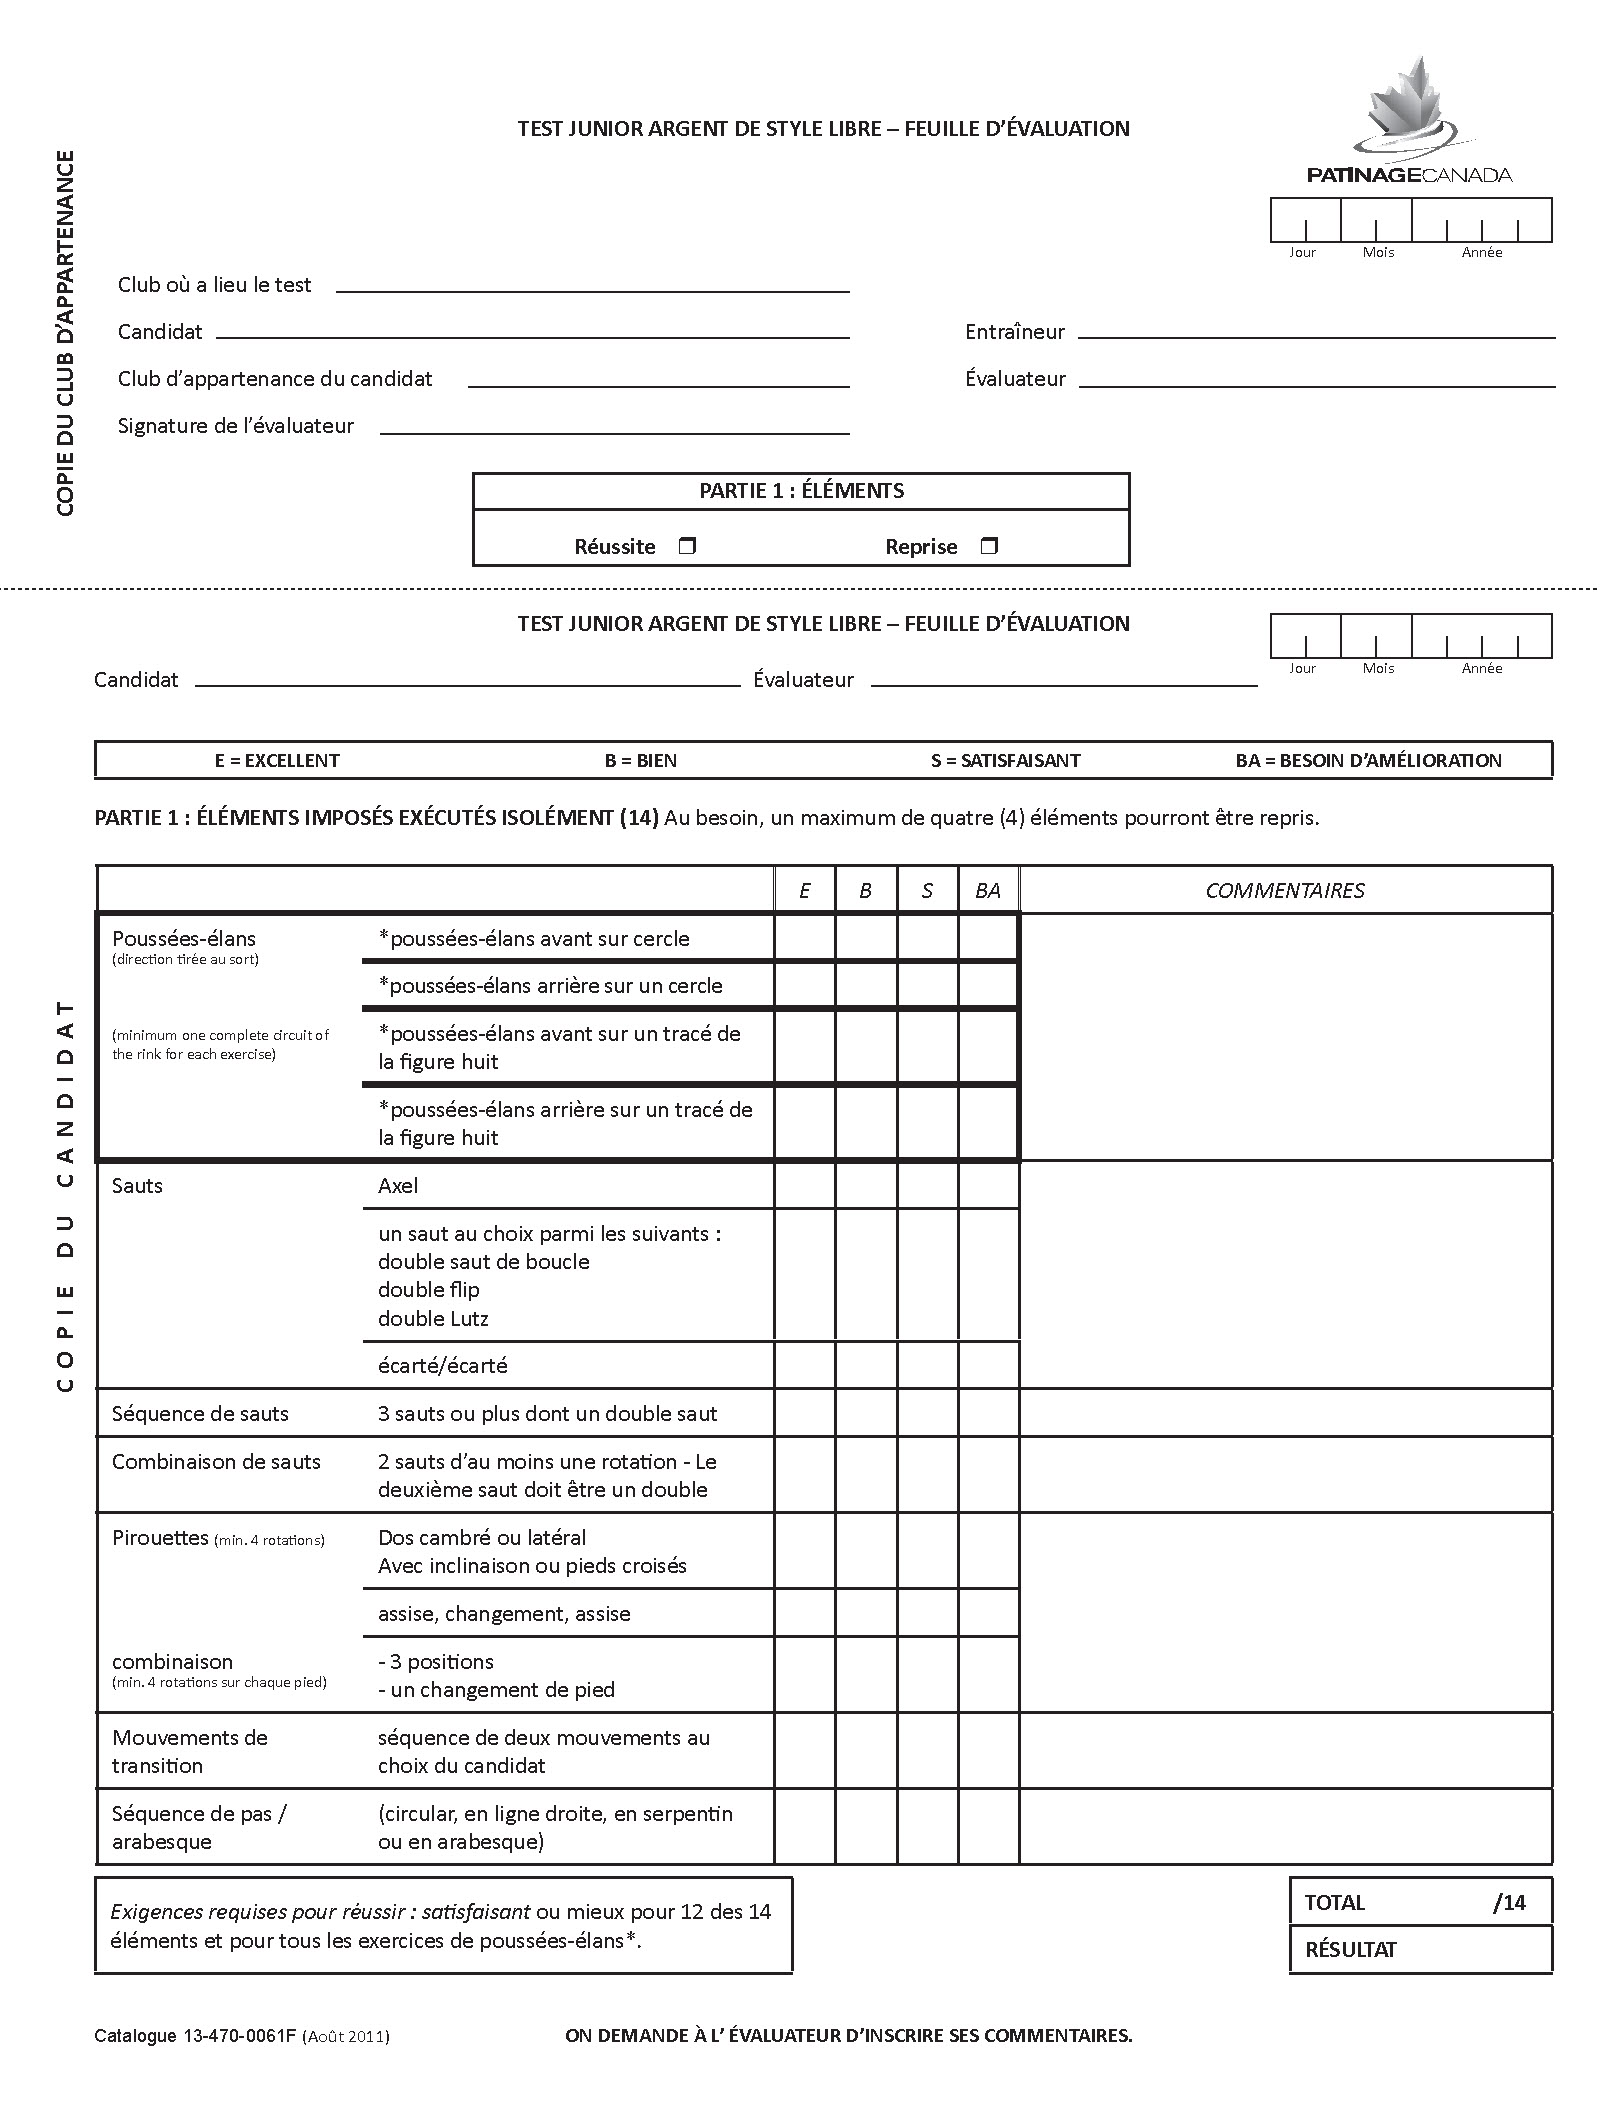 TEST JUNIOR ARGENT DE STYLE LIBRE – FEUILLE D'ÉVALUATION
PATINAGECANADA
COPIE DU CLUB D'APPARTENANCE
Jour Mois Année
Club où a lieu le test
Candidat Entraîneur
Club d'appartenance du candidat Évaluateur
Signature de l'évaluateur
PARTIE 1 : ÉLÉMENTS
Réussite ❒ Reprise ❒
TEST JUNIOR ARGENT DE STYLE LIBRE – FEUILLE D'ÉVALUATION
Jour Mois Année
Candidat Évaluateur
E = EXCELLENT B = BIEN S = SATISFAISANT BA = BESOIN D'AMÉLIORATION
PARTIE 1 : ÉLÉMENTS IMPOSÉS EXÉCUTÉS ISOLÉMENT (14) Au besoin, un maximum de quatre (4) éléments pourront être repris.
COPIE DU CANDIDAT
E B S BA COMMENTAIRES
Poussées-élans *poussées-élans avant sur cercle
(direction tirée au sort)
*poussées-élans arrière sur un cercle
(minimum one complete circuit of
the rink for each exercise)
*poussées-élans avant sur un tracé de
la figure huit
*poussées-élans arrière sur un tracé de
la figure huit
Sauts Axel
un saut au choix parmi les suivants :
double saut de boucle
double flip
double Lutz
écarté/écarté
Séquence de sauts 3 sauts ou plus dont un double saut
Combinaison de sauts 2 sauts d'au moins une rotation - Le
deuxième saut doit être un double
Pirouettes (min. 4 rotations) Dos cambré ou latéral
Avec inclinaison ou pieds croisés
assise, changement, assise
combinaison - 3 positions
(min. 4 rotations sur chaque pied) - un changement de pied
Mouvements de séquence de deux mouvements au
transition choix du candidat
Séquence de pas / (circular, en ligne droite, en serpentin
arabesque ou en arabesque)
Exigences requises pour réussir : satisfaisant ou mieux pour 12 des 14
éléments et pour tous les exercices de poussées-élans*.
TOTAL /14
RÉSULTAT
Catalogue 13-470-0061F (Août 2011) ON DEMANDE À L' ÉVALUATEUR D'INSCRIRE SES COMMENTAIRES.